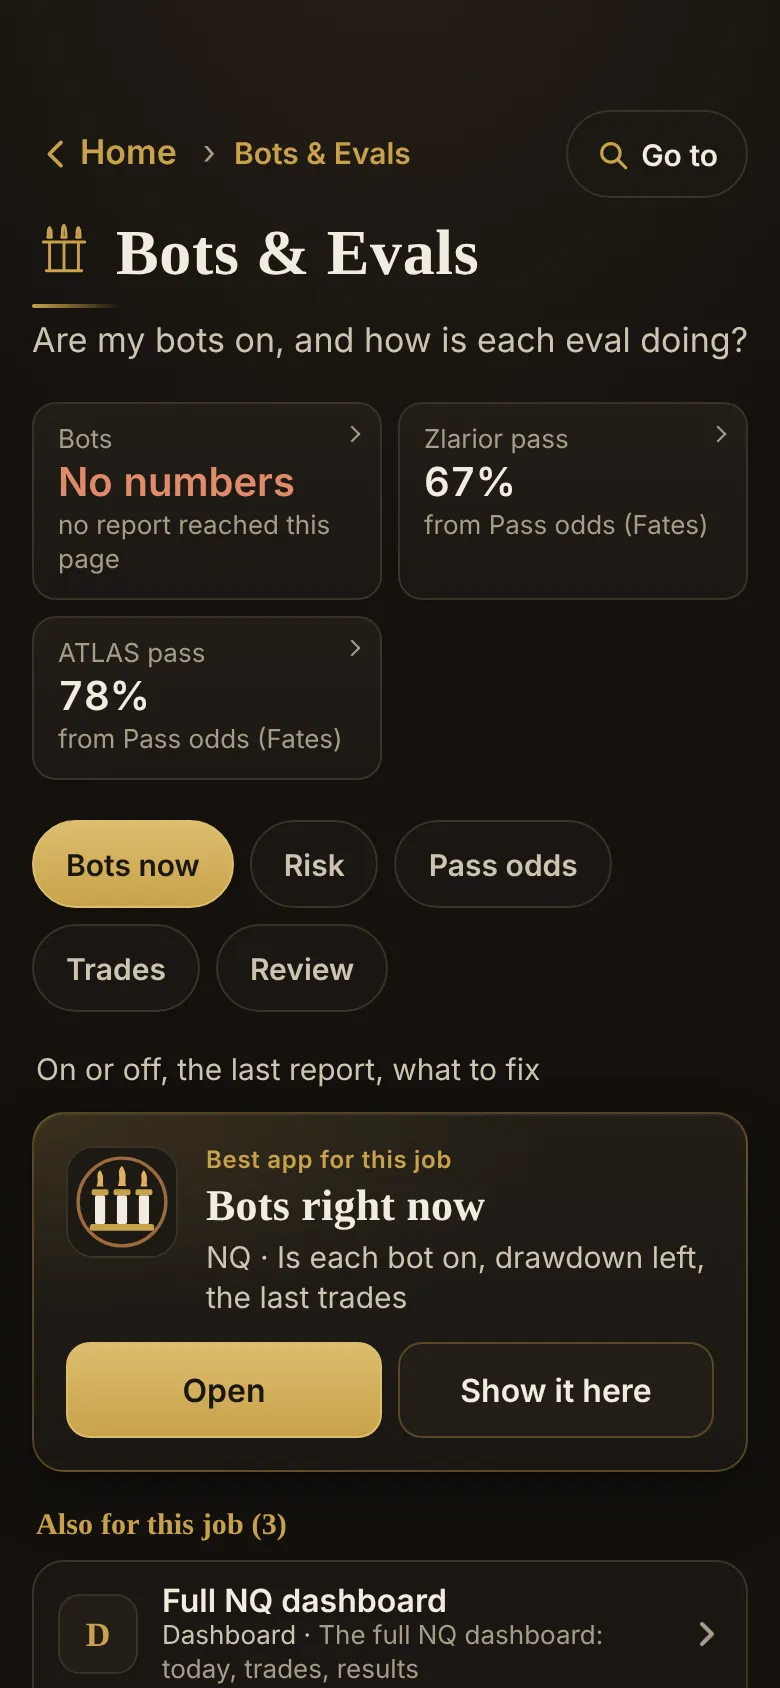 Home › Bots & Evals
Go to
Bots & Evals
Are my bots on, and how is each eval doing?
Bots
No numbers
no report reached this
page
Zlarior pass
67%
from Pass odds (Fates)
ATLAS pass
78%
from Pass odds (Fates)
Bots now
Risk
Pass odds
Trades
Review
On or off, the last report, what to fix
Best app for this job
Bots right now
NQ · Is each bot on, drawdown left,
the last trades
Open
Show it here
Also for this job (3)
D
Full NQ dashboard
Dashboard · The full NQ dashboard:
today, trades, results